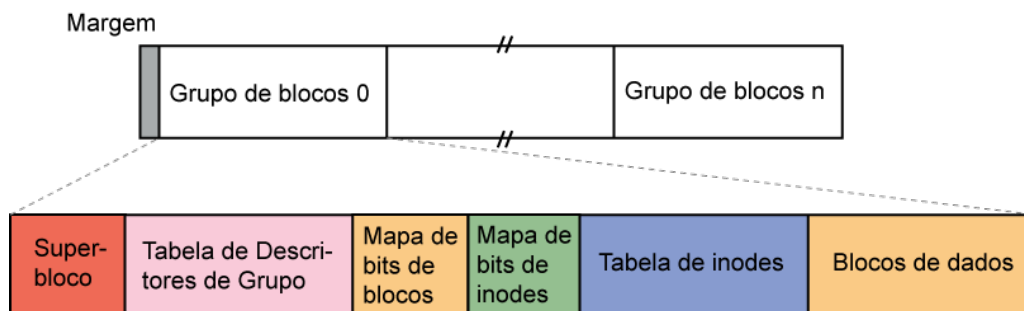 Margem
//
Grupo de blocos 0
Grupo de blocos n
//
Super-
bloco
Tabela de Descri-
tores de Grupo
Mapa de
bits de
blocos
Mapa de
bits de
inodes
Tabela de inodes
Blocos de dados